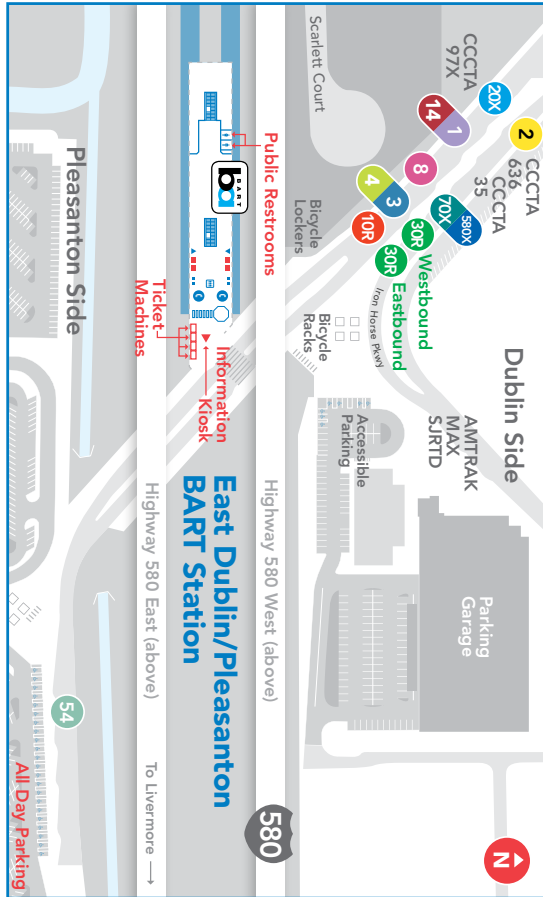 Dublin Side
2
CCCTA
636
CCCTA
35
20X
CCCTA
97X
580X
70X
1
14
8
3
4
10R
30R
Westbound
30R
Eastbound
AMTRAK
MAX
SJRTD
Parking
Garage
N
Iron Horse Pkwy
Accessible
Parking
Scarlett Court
Bicycle
Lockers
Bicycle
Racks
Highway 580 West (above)
580
Public Restrooms
BART
ba
Information
Kiosk
Ticket
Machines
East Dublin/Pleasanton
BART Station
Highway 580 East (above)
To Livermore
Pleasanton Side
54
All Day Parking